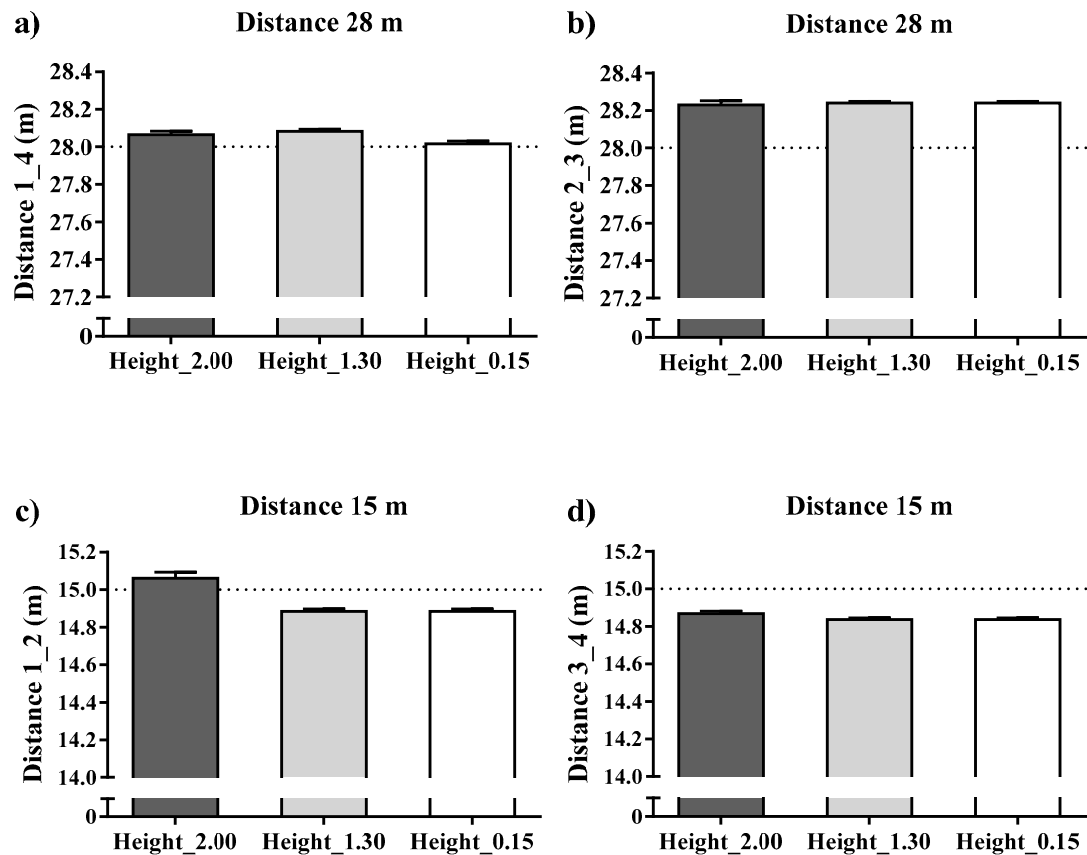 a)
Distance 28 m
Distance 1_4 (m)
28.4
28.2
28.0
27.8
27.6
27.4
27.2
0
Height_2.00 Height_1.30 Height_0.15
b)
Distance 28 m
Distance 2_3 (m)
28.4
28.2
28.0
27.8
27.6
27.4
27.2
0
Height_2.00 Height_1.30 Height_0.15
c)
Distance 15 m
Distance 1_2 (m)
15.2
15.0
14.8
14.6
14.4
14.2
14.0
0
Height_2.00 Height_1.30 Height_0.15
d)
Distance 15 m
Distance 3_4 (m)
15.2
15.0
14.8
14.6
14.4
14.2
14.0
0
Height_2.00 Height_1.30 Height_0.15